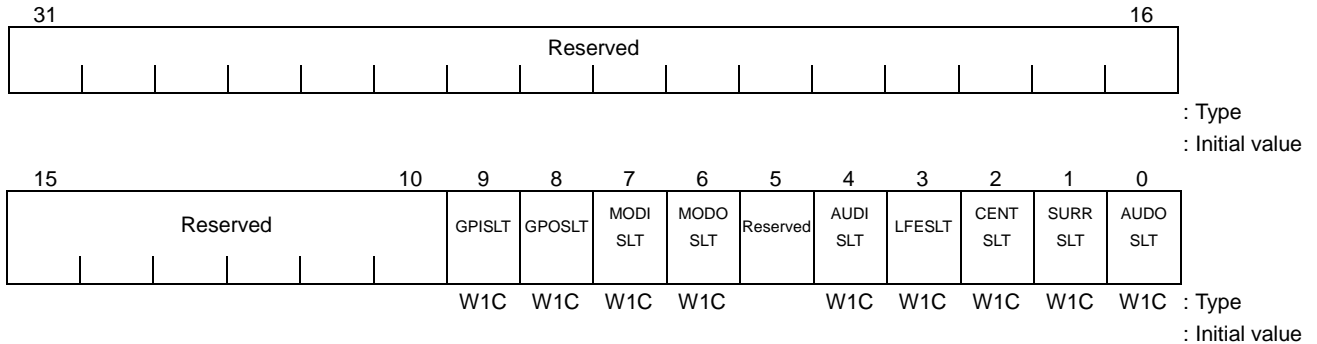 31 16
Reserved
: Type
: Initial value
15 10 9 8 7 6 5 4 3 2 1 0
Reserved GPISLT GPOSLT MODI SLT MODO SLT Reserved AUDI SLT LFESLT CENT SLT SURR SLT AUDO SLT
W1C W1C W1C W1C W1C W1C W1C W1C W1C : Type
: Initial value